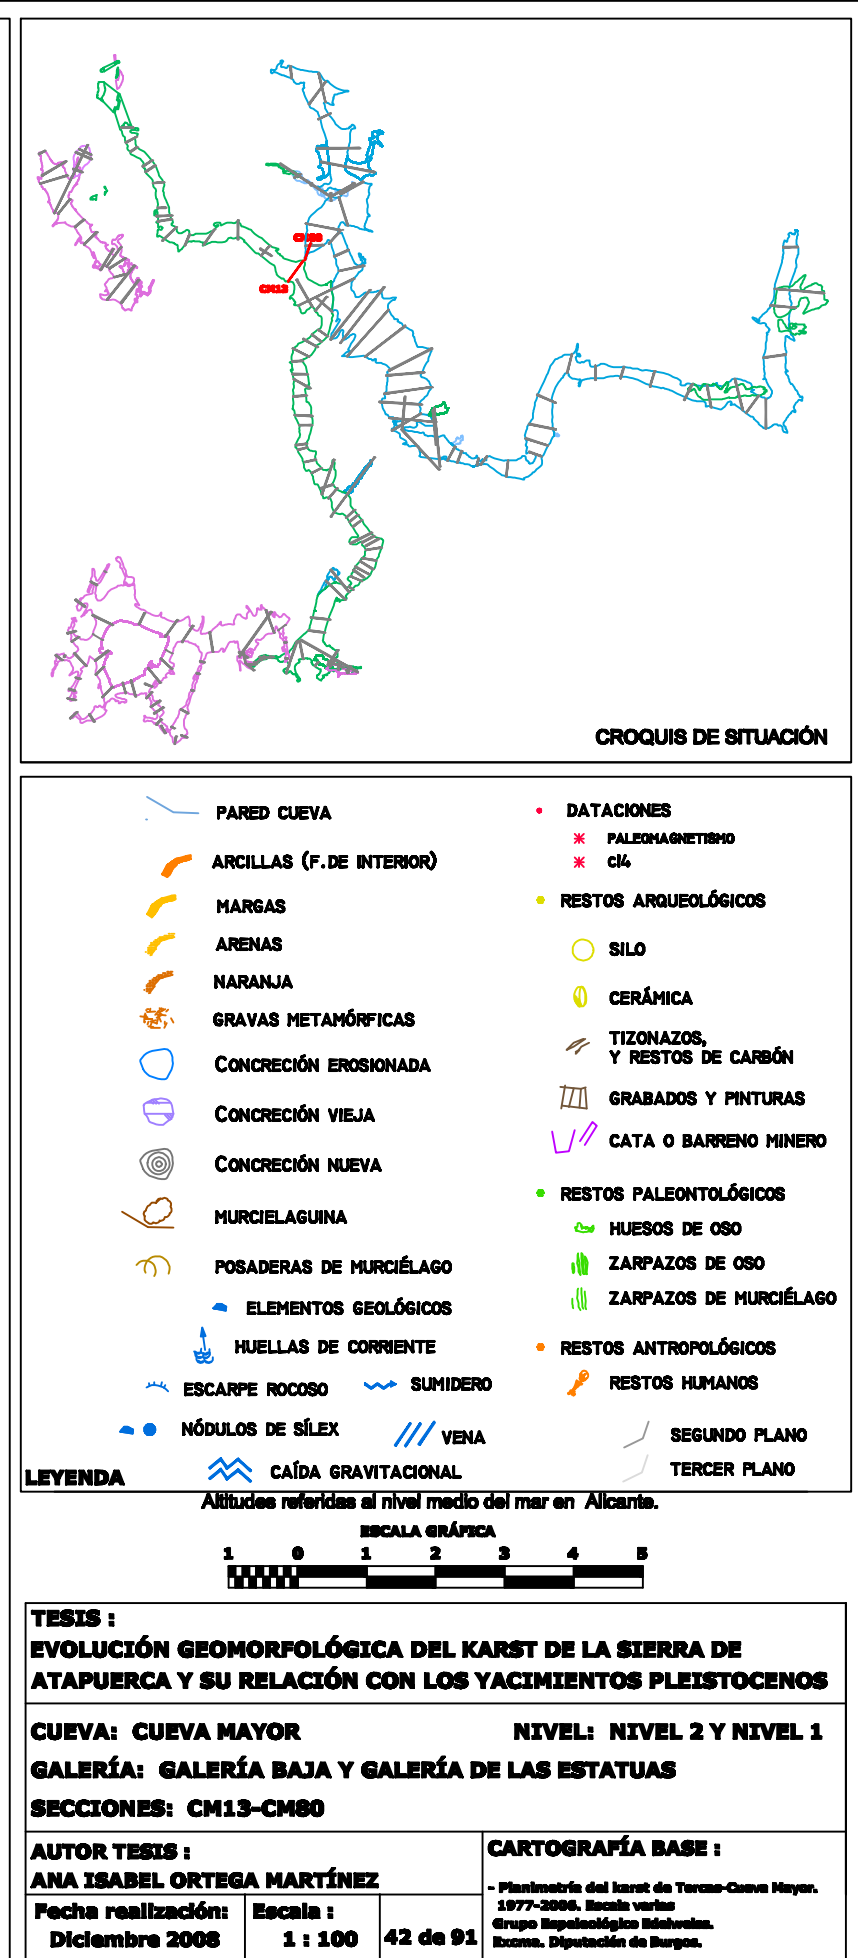 CM80
CM13
CROQUIS DE SITUACIÓN
PARED CUEVA
ARCILLAS (F.DE INTERIOR)
MARGAS
ARENAS
NARANJA
GRAVAS METAMÓRFICAS
CONCRECIÓN EROSIONADA
CONCRECIÓN VIEJA
CONCRECIÓN NUEVA
MURCIELAGUINA
POSADERAS DE MURCIÉLAGO
ELEMENTOS GEOLÓGICOS
HUELLAS DE CORRIENTE
ESCARPE ROCOSO
SUMIDERO
NÓDULOS DE SÍLEX
VENA
CAÍDA GRAVITACIONAL
LEYENDA
DATACIONES
PALEOMAGNETISMO
C14
RESTOS ARQUEOLÓGICOS
SILO
CERÁMICA
TIZONAZOS,
Y RESTOS DE CARBÓN
GRABADOS Y PINTURAS
CATA O BARRENO MINERO
RESTOS PALEONTOLÓGICOS
HUESOS DE OSO
ZARPAZOS DE OSO
ZARPAZOS DE MURCIÉLAGO
RESTOS ANTROPOLÓGICOS
RESTOS HUMANOS
SEGUNDO PLANO
TERCER PLANO
Altitudes referidas al nivel medio del mar en Alicante.
ESCALA GRÁFICA
1 0 1 2 3 4 5
TESIS :
EVOLUCIÓN GEOMORFOLÓGICA DEL KARST DE LA SIERRA DE
ATAPUERCA Y SU RELACIÓN CON LOS YACIMIENTOS PLEISTOCENOS
CUEVA: CUEVA MAYOR NIVEL: NIVEL 2 Y NIVEL 1
GALERÍA: GALERÍA BAJA Y GALERÍA DE LAS ESTATUAS
SECCIONES: CM13-CM80
AUTOR TESIS :
ANA ISABEL ORTEGA MARTÍNEZ
Fecha realización:
Diciembre 2008
Escala :
1 : 100
42 de 91
CARTOGRAFÍA BASE :
- Planimetría del karst de Torcas-Cueva Mayor.
1977-2006. Escala varias
Grupo Espeleológico Edelweiss.
Excma. Diputación de Burgos.